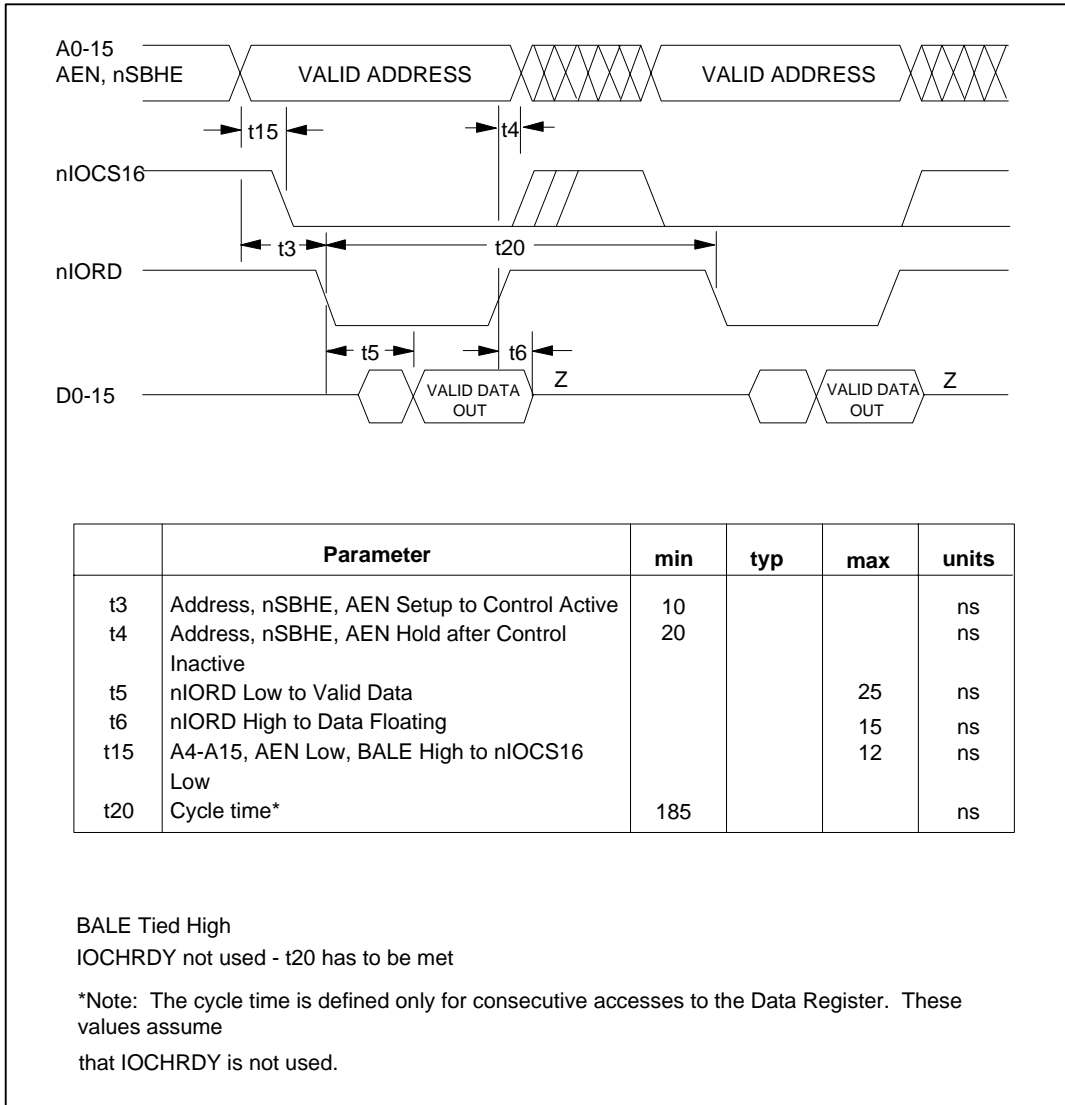 A0-15
AEN, nSBHE
VALID ADDRESS
VALID ADDRESS
t15
t4
nIOCS16
t3
t20
nIORD
t5
t6
D0-15
VALID DATA
OUT
Z
VALID DATA
OUT
Z
Parameter min typ max units
t3 Address, nSBHE, AEN Setup to Control Active 10 ns
t4 Address, nSBHE, AEN Hold after Control 20 ns
Inactive
t5 nIORD Low to Valid Data 25 ns
t6 nIORD High to Data Floating 15 ns
t15 A4-A15, AEN Low, BALE High to nIOCS16 12 ns
Low
t20 Cycle time* 185 ns
BALE Tied High
IOCHRDY not used - t20 has to be met
*Note: The cycle time is defined only for consecutive accesses to the Data Register. These
values assume
that IOCHRDY is not used.